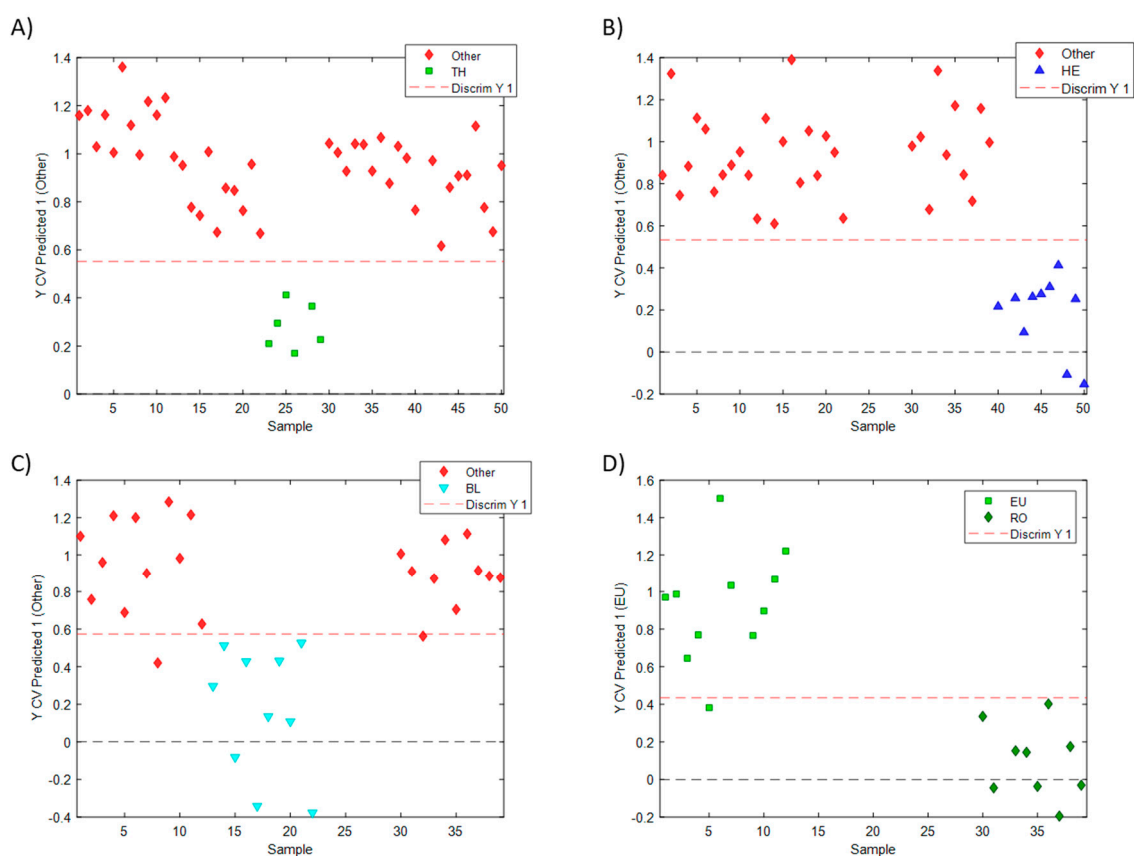 A)
Other
TH
Discrim Y 1
1.4
1.2
1
0.8
0.6
0.4
0.2
0
Y CV Predicted 1 (Other)
5 10 15 20 25 30 35 40 45 50
Sample
B)
Other
HE
Discrim Y 1
1.4
1.2
1
0.8
0.6
0.4
0.2
0
-0.2
Y CV Predicted 1 (Other)
5 10 15 20 25 30 35 40 45 50
Sample
C)
Other
BL
Discrim Y 1
1.4
1.2
1
0.8
0.6
0.4
0.2
0
-0.2
-0.4
Y CV Predicted 1 (Other)
5 10 15 20 25 30 35
Sample
D)
EU
RO
Discrim Y 1
1.6
1.4
1.2
1
0.8
0.6
0.4
0.2
0
-0.2
Y CV Predicted 1 (EU)
5 10 15 20 25 30 35
Sample